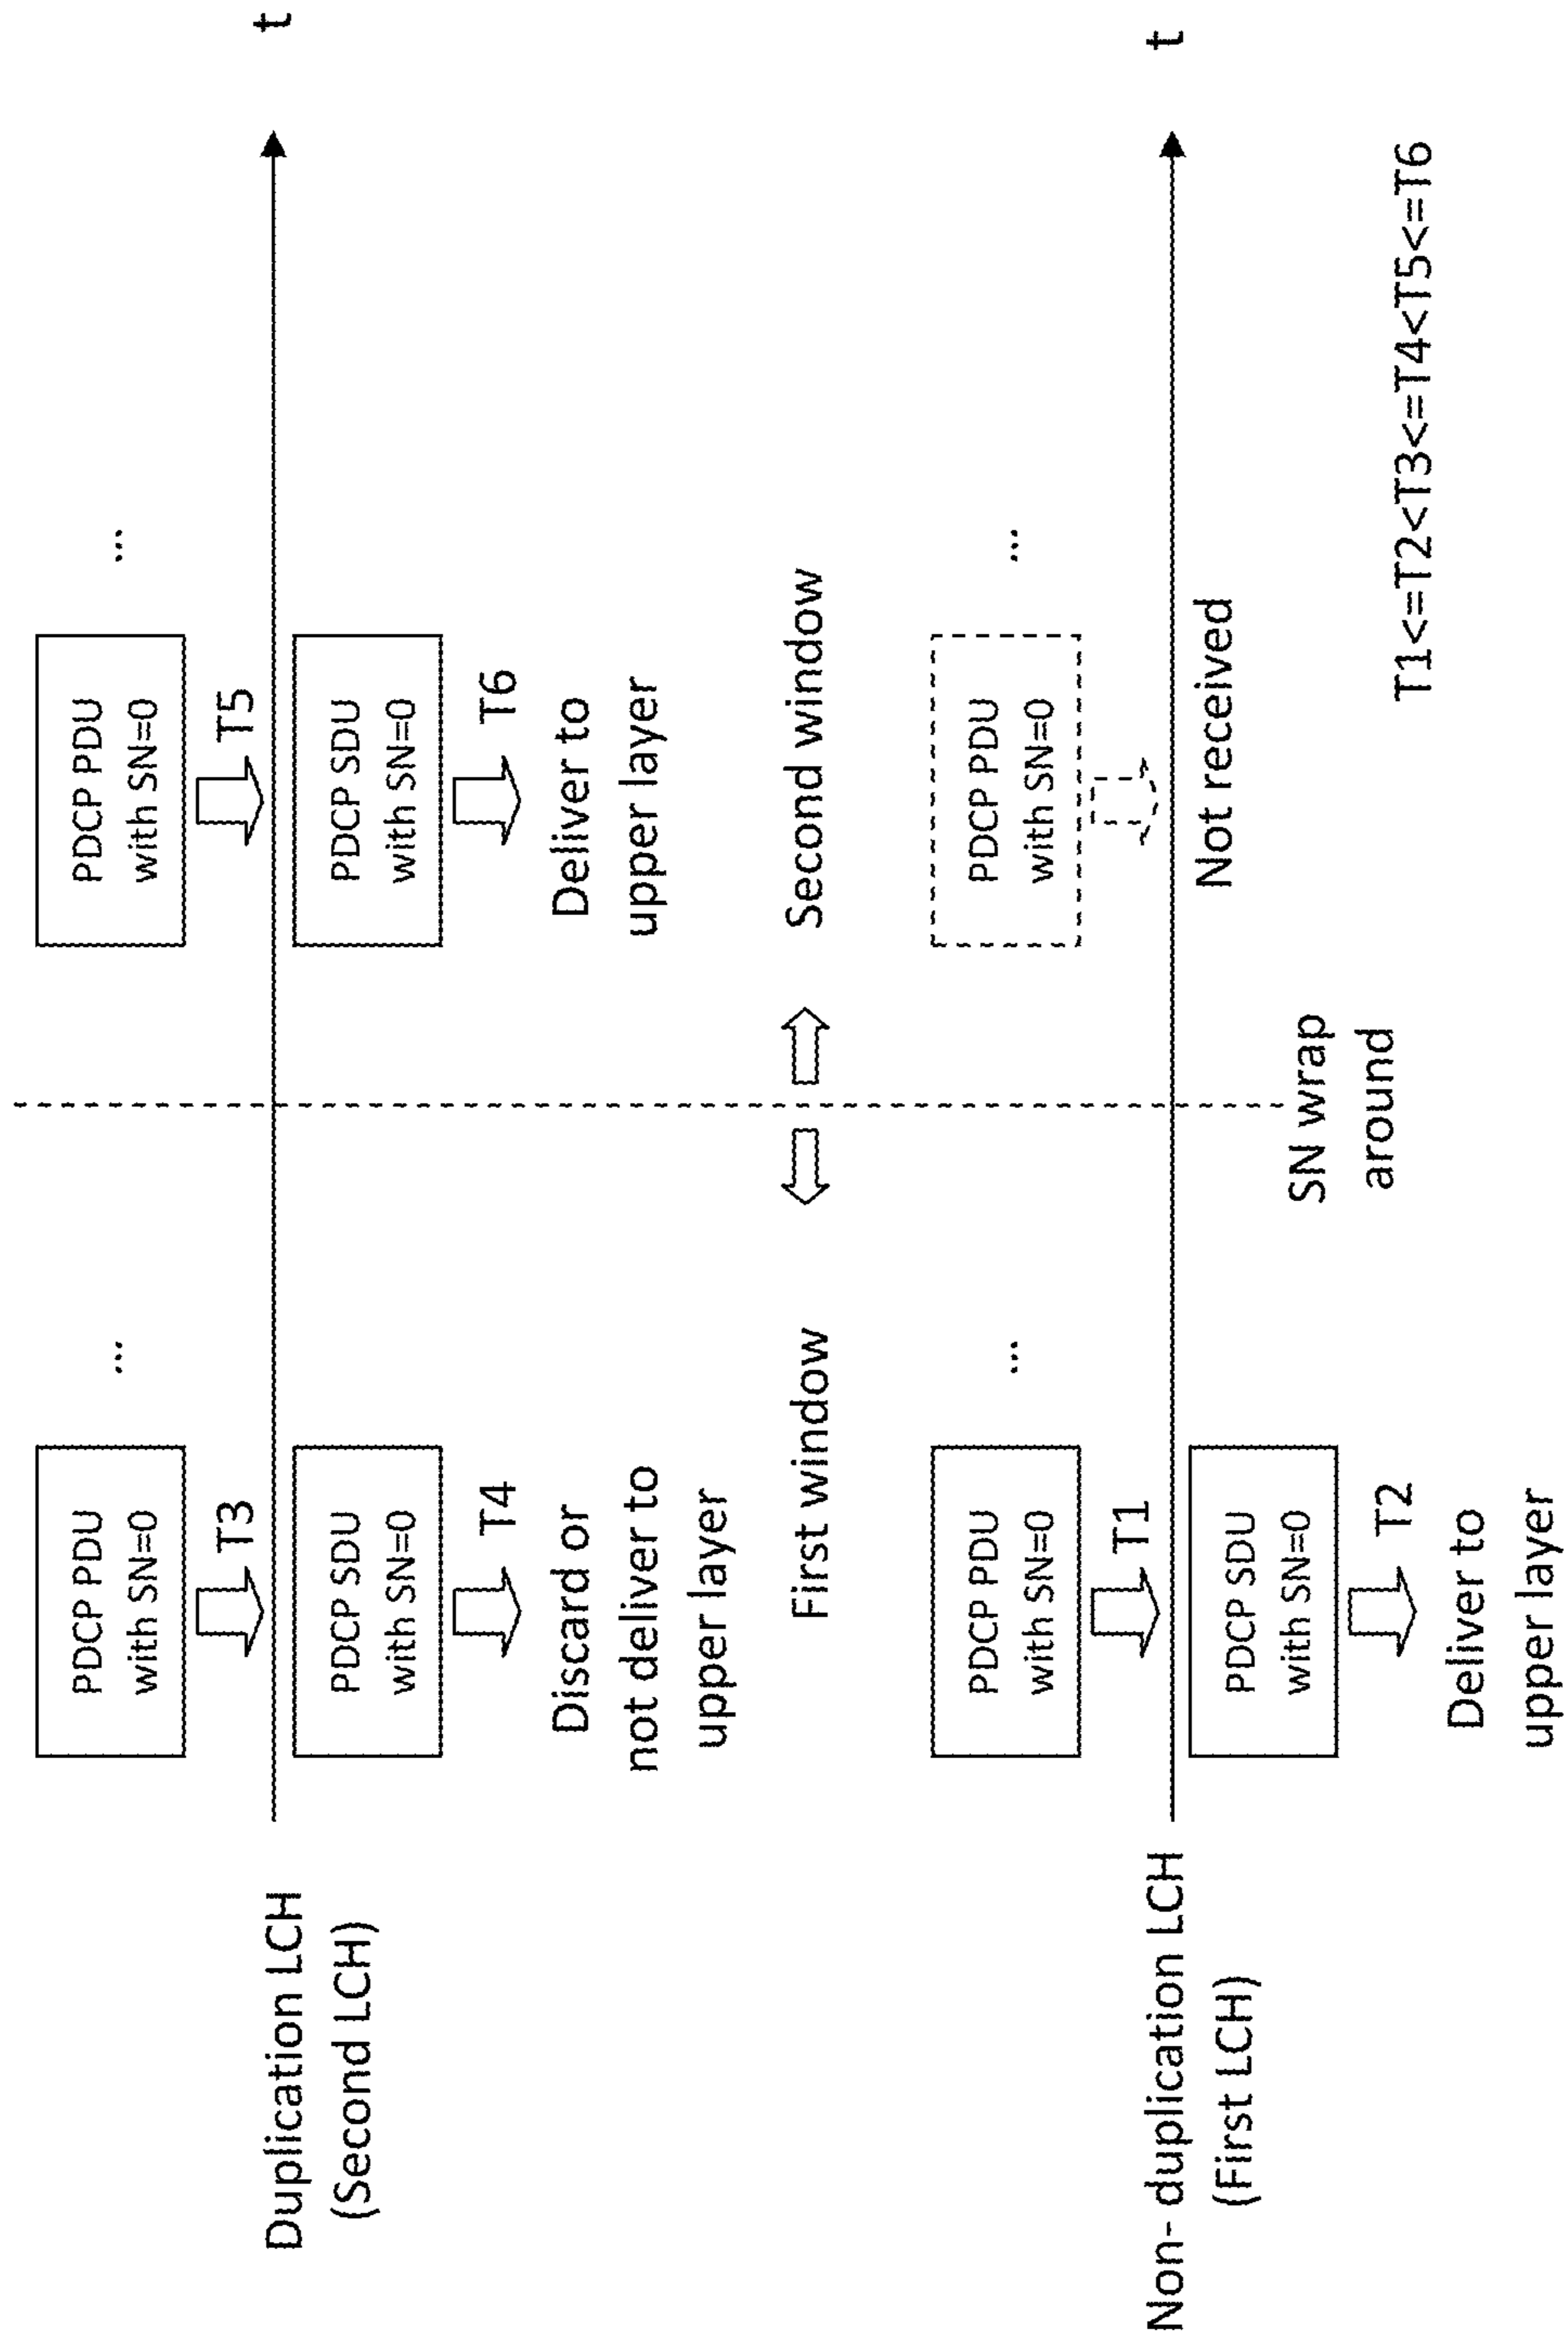 PDCP PDU
with SN=0
...
PDCP PDU
with SN=0
...
T3
T5
t
Duplication LCH
(Second LCH)
PDCP SDU
with SN=0
PDCP SDU
with SN=0
T4
T6
Discard or
not deliver to
upper layer
Deliver to
upper layer
First window
Second window
PDCP PDU
with SN=0
...
PDCP PDU
with SN=0
...
T1
t
Non- duplication LCH
(First LCH)
PDCP SDU
with SN=0
Not received
T2
SN wrap
around
Deliver to
upper layer
T1<=T2<T3<=T4<T5<=T6